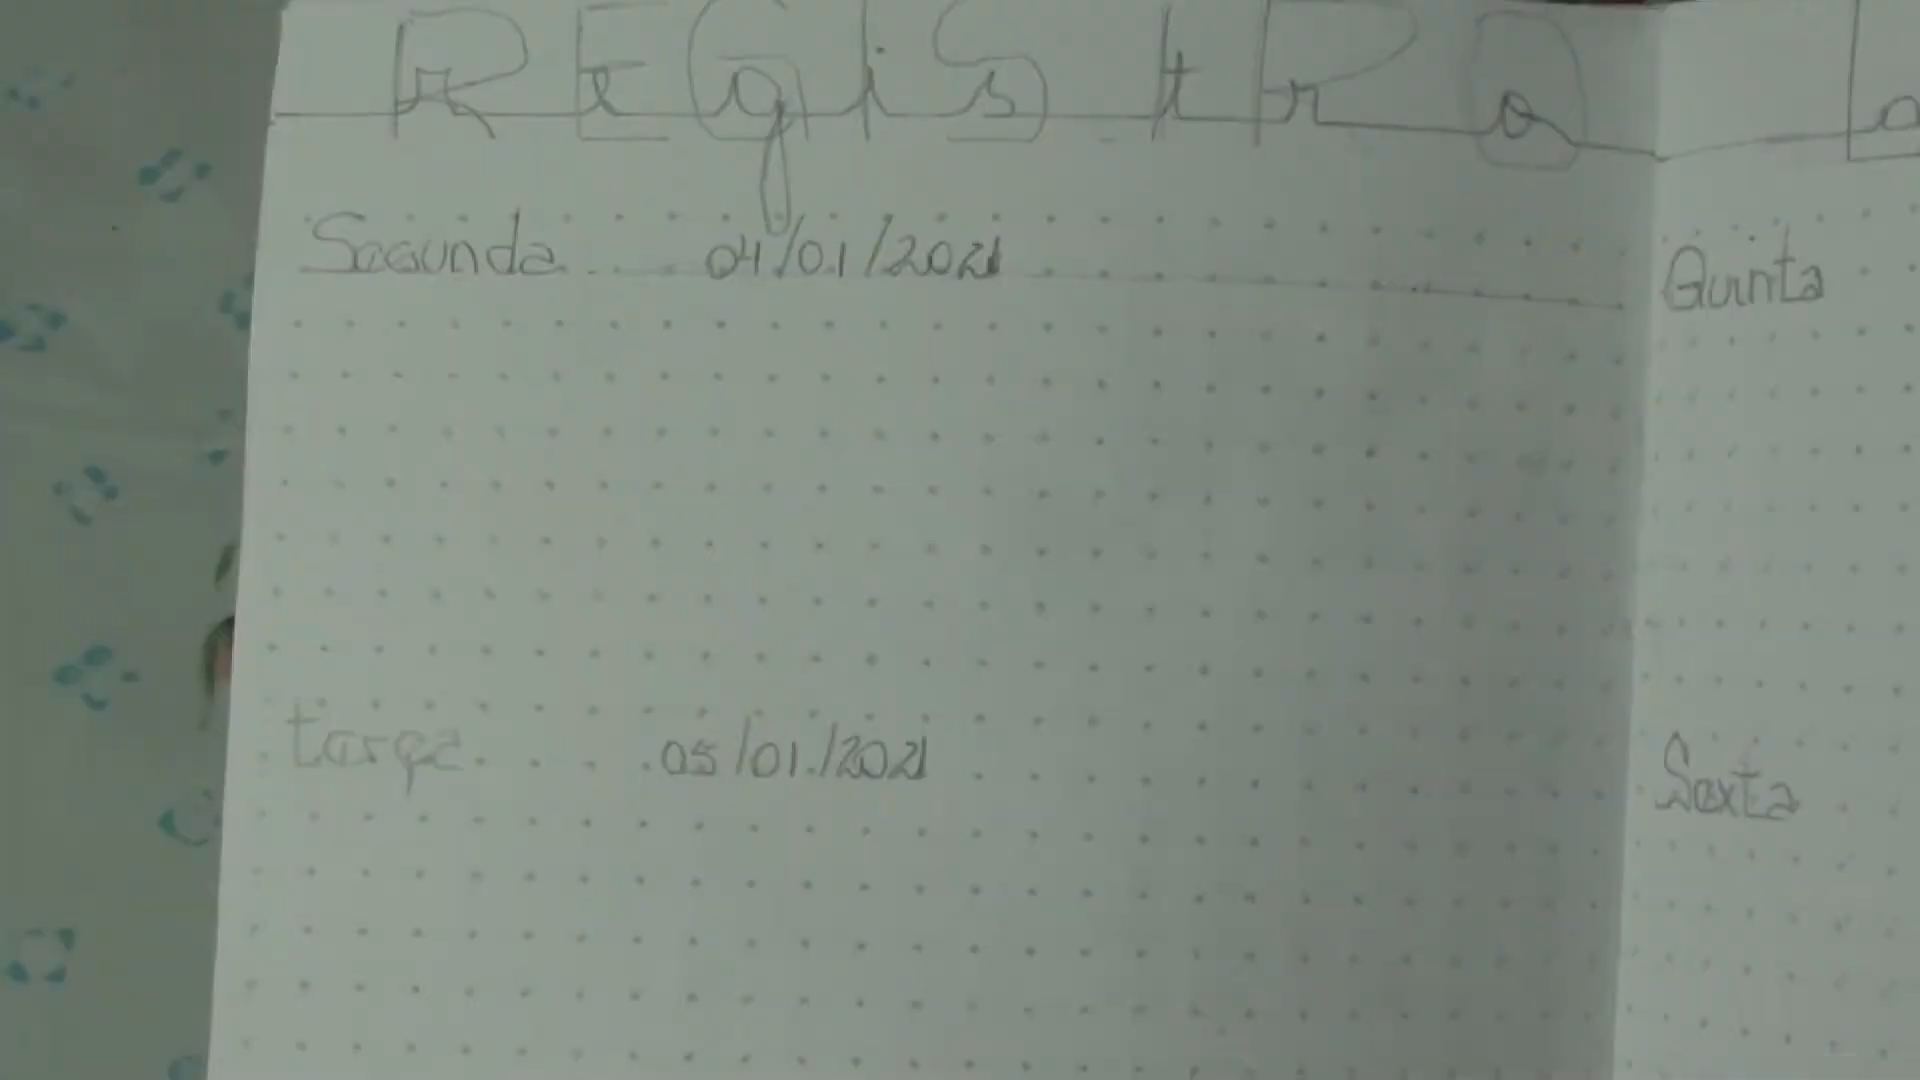 REgistRo
Segunda 04/01/2021
terça 05/01/2021
Quinta
Sexta